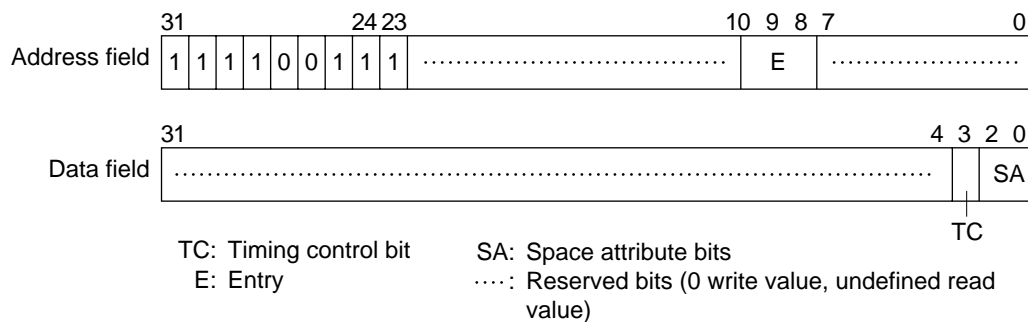 31 24 23 10 9 8 7 0
Address field 1 1 1 1 0 0 1 1 1 E
31 4 3 2 0
Data field SA
TC
TC: Timing control bit SA: Space attribute bits
E: Entry ····: Reserved bits (0 write value, undefined read
value)